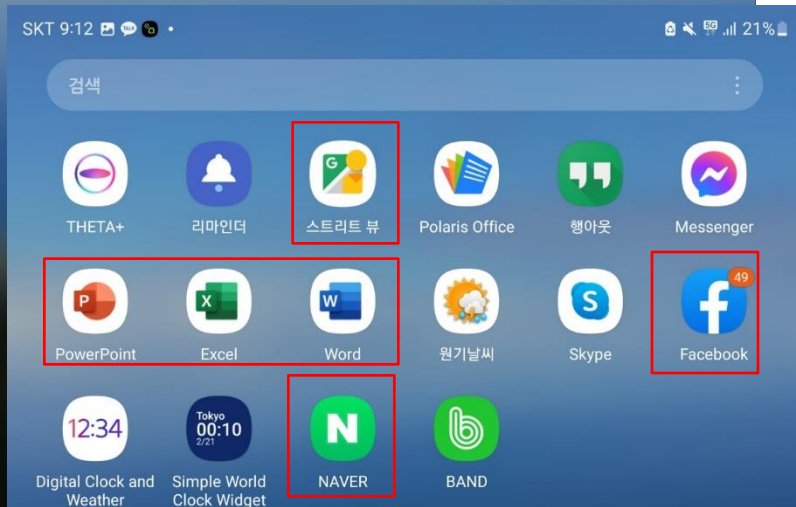 SKT 9:12 TALK
5G 21%
검색
G
THETA+ 리마인더 스트리트 뷰 Polaris Office 행아웃 Messenger
P X W S 49
PowerPoint Excel Word 원기날씨 Skype Facebook
12:34 Tokyo 00:10 2/21 N
Digital Clock and Weather Simple World Clock Widget NAVER BAND